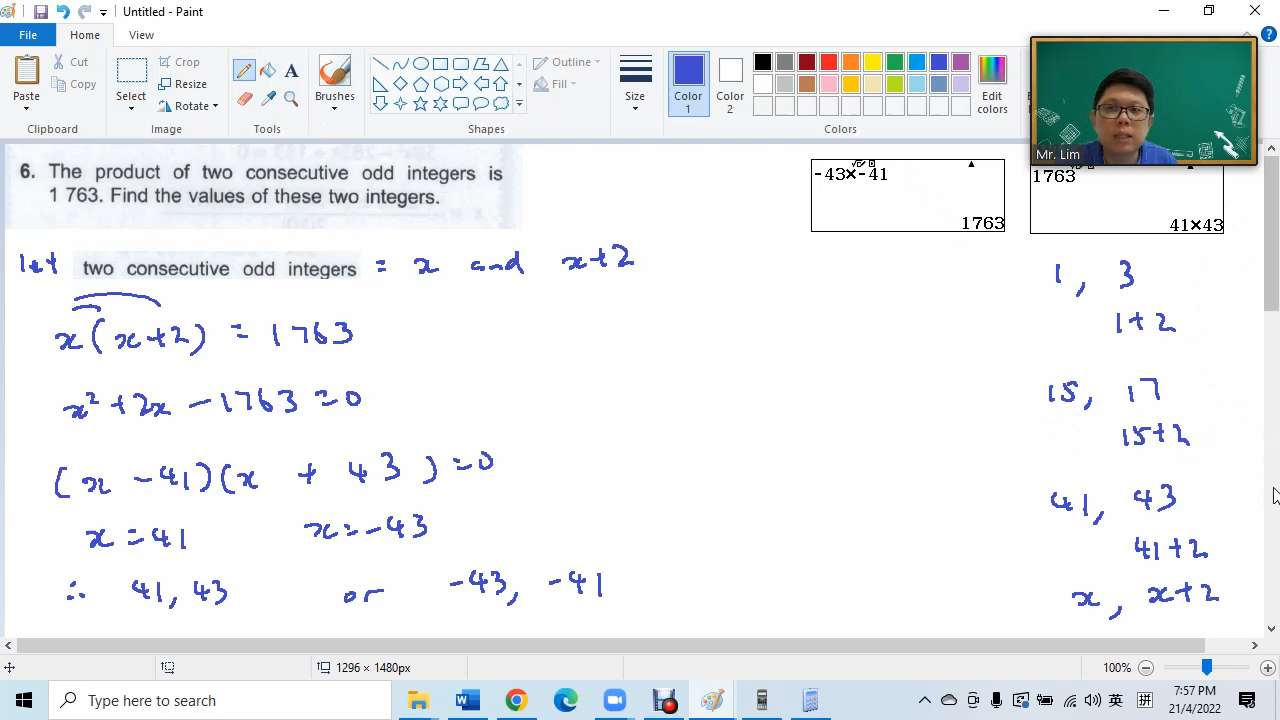 Untitled - Paint
File Home View
Paste Cut Copy Clipboard
Select Crop Resize Rotate Image
Tools
Brushes
Shapes
Outline Fill
Size
Color 1
Color 2
Colors
Edit colors
Mr. Lim
6. The product of two consecutive odd integers is
1 763. Find the values of these two integers.
-43×-41
1763
1763
41×43
let two consecutive odd integers = x and x+2
x(x+2) = 1763
x² + 2x - 1763 = 0
(x - 41)(x + 43) = 0
x = 41 x = -43
∴ 41, 43 or -43, -41
1, 3
1+2
15, 17
15+2
41, 43
41+2
x, x+2
1296 × 1480px
100%
Type here to search
英
拼
7:57 PM
21/4/2022